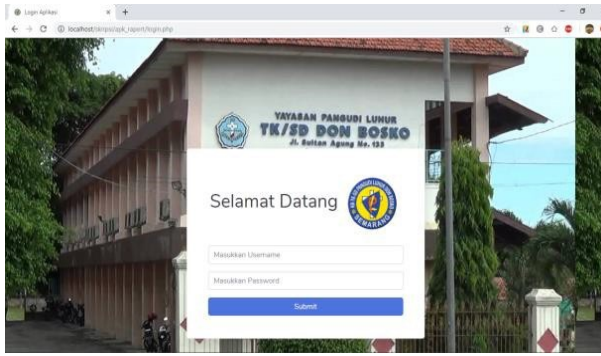 Login Aplikasi
localhost/skripsi/apk_raport/login.php
YAYASAN PANGUDI LUHUR
TK/SD DON BOSKO
Jl. Sultan Agung No. 133
Selamat Datang
SEMARANG
Masukkan Username
Masukkan Password
Submit